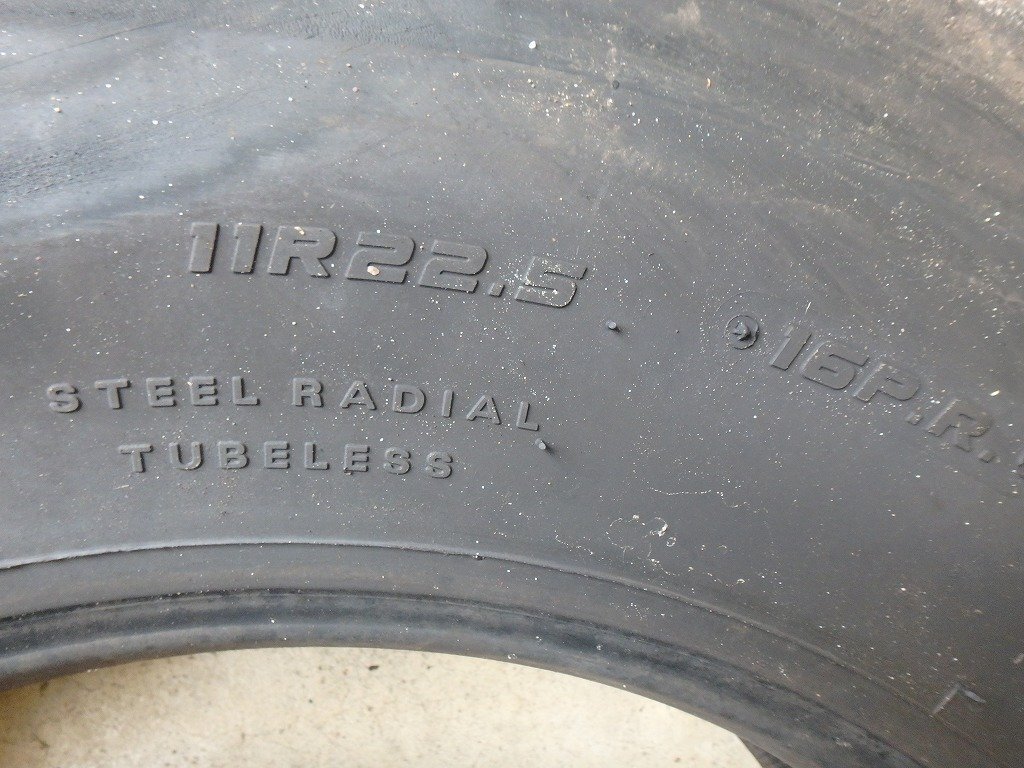 11R22.5
16P.R.
STEEL RADIAL
TUBELESS